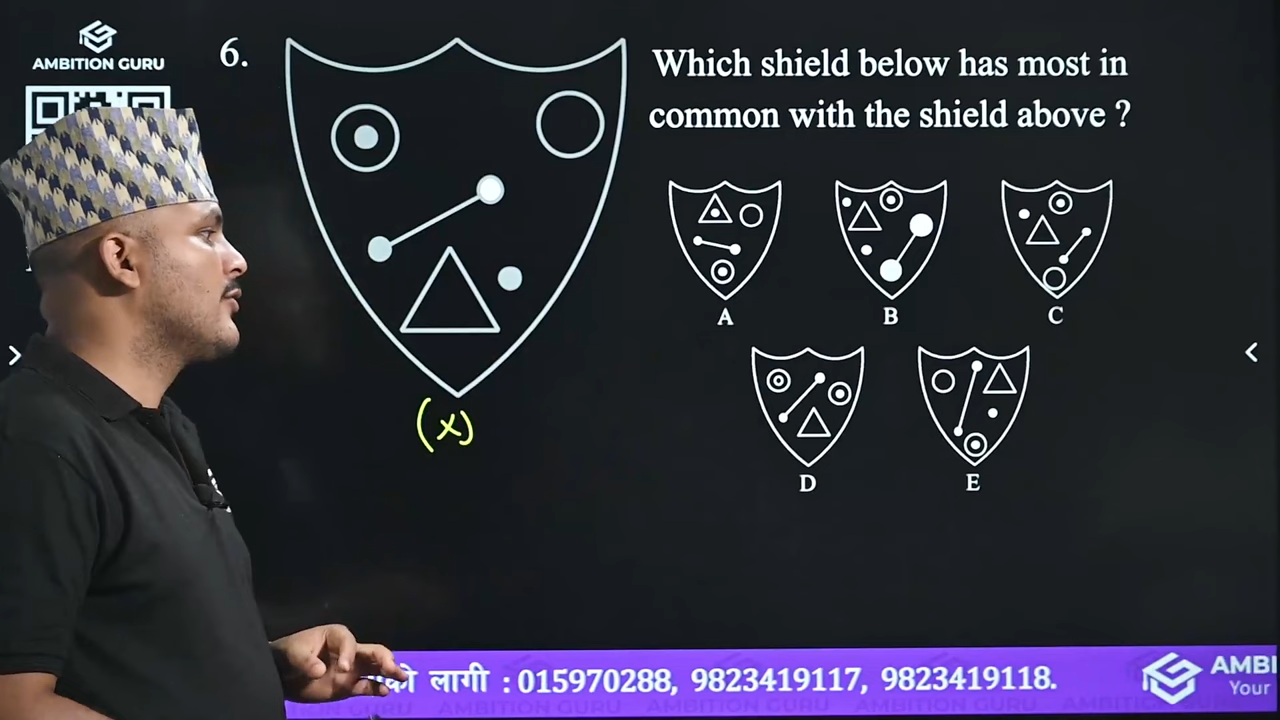 AMBITION GURU
6.
Which shield below has most in
common with the shield above ?
A
B
C
D
E
(x)
लागी : 015970288, 9823419117, 9823419118.
AMBI
Your